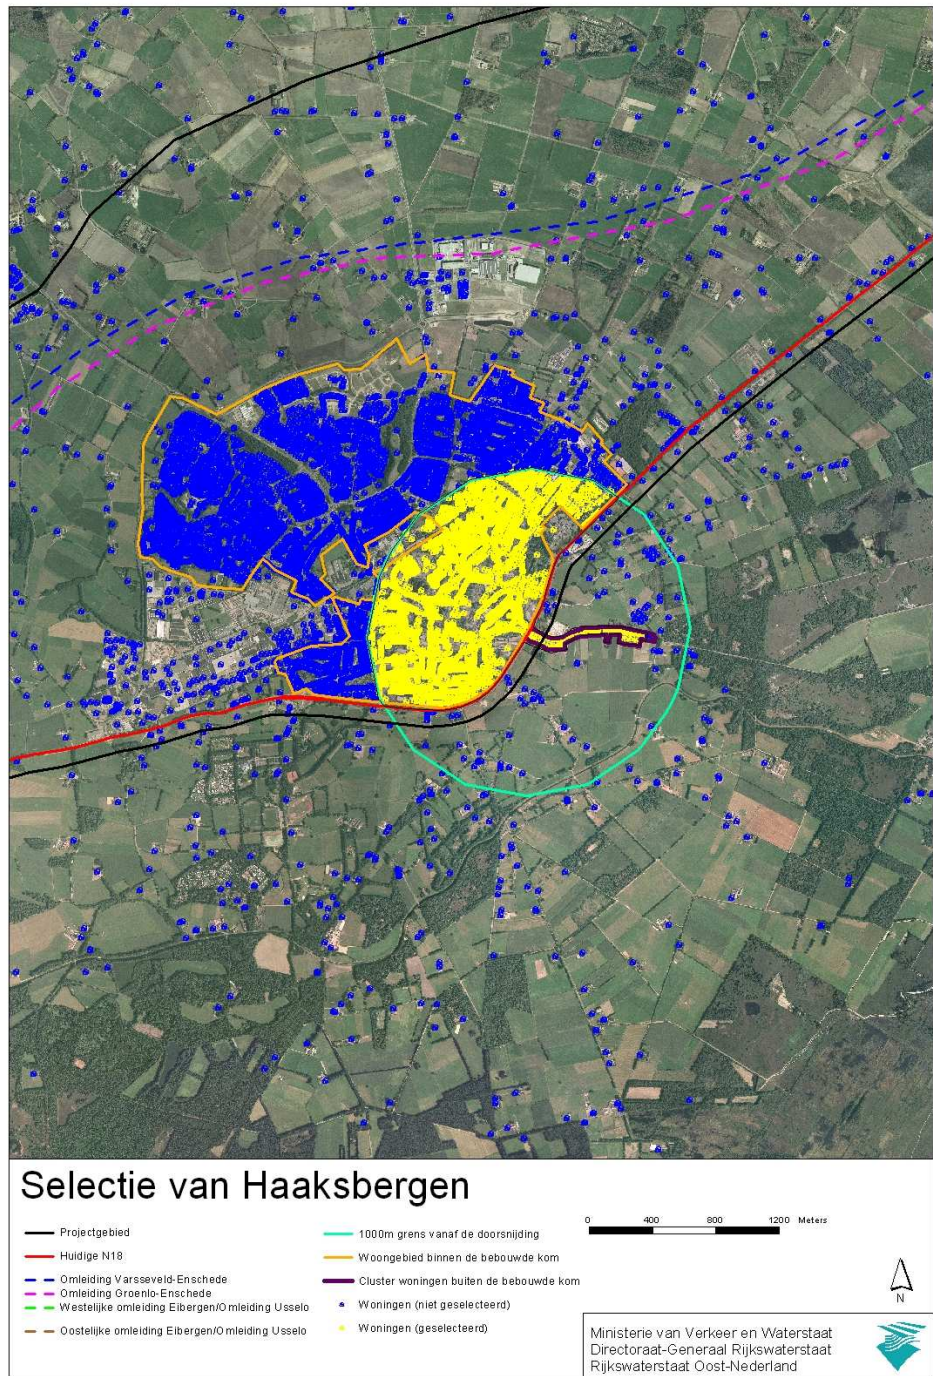 Selectie van Haaksbergen
Projectgebied
Huidige N18
Omleiding Varsseveld-Enschede
Omleiding Groenlo-Enschede
Westelijke omleiding Eibergen/Omleiding Usselo
Oostelijke omleiding Eibergen/Omleiding Usselo
1000m grens vanaf de doorsnijding
Woongebied binnen de bebouwde kom
Cluster woningen buiten de bebouwde kom
Woningen (niet geselecteerd)
Woningen (geselecteerd)
0 400 800 1200 Meters
N
Ministerie van Verkeer en Waterstaat
Directoraat-Generaal Rijkswaterstaat
Rijkswaterstaat Oost-Nederland